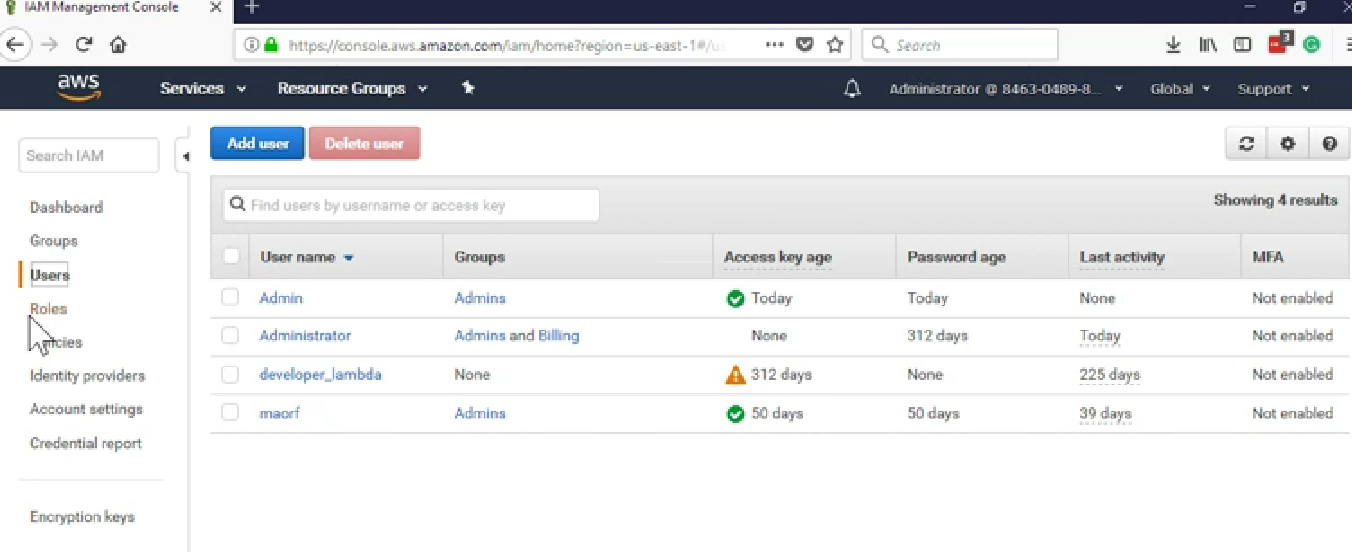 IAM Management Console
https://console.aws.amazon.com/iam/home?region=us-east-1#/us
Search
3
aws Services Resource Groups Administrator @ 8463-0489-8... Global Support
Search IAM
Dashboard
Groups
Users
Roles
Identity providers
Account settings
Credential report
Encryption keys
Add user Delete user
Find users by username or access key Showing 4 results
User name Groups Access key age Password age Last activity MFA
Admin Admins Today Today None Not enabled
Administrator Admins and Billing None 312 days Today Not enabled
developer_lambda None 312 days None 225 days Not enabled
maorf Admins 50 days 50 days 39 days Not enabled